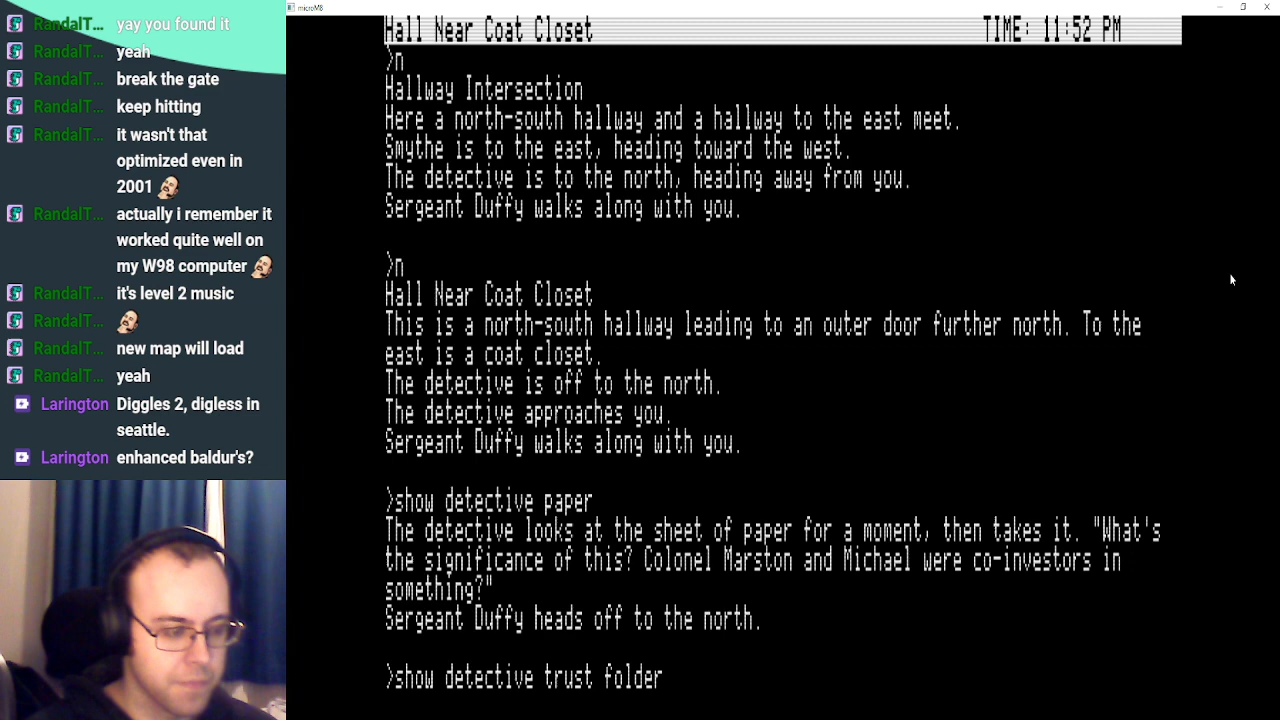 RandalT... yay you found it
RandalT... yeah
RandalT... break the gate
RandalT... keep hitting
RandalT... it wasn't that
optimized even in
2001
RandalT... actually i remember it
worked quite well on
my W98 computer
RandalT... it's level 2 music
RandalT...
RandalT... new map will load
RandalT... yeah
Larington Diggles 2, digless in
seattle.
Larington enhanced baldur's?
microM8
Hall Near Coat Closet TIME: 11:52 PM
>n
Hallway Intersection
Here a north-south hallway and a hallway to the east meet.
Smythe is to the east, heading toward the west.
The detective is to the north, heading away from you.
Sergeant Duffy walks along with you.
>n
Hall Near Coat Closet
This is a north-south hallway leading to an outer door further north. To the
east is a coat closet.
The detective is off to the north.
The detective approaches you.
Sergeant Duffy walks along with you.
>show detective paper
The detective looks at the sheet of paper for a moment, then takes it. "What's
the significance of this? Colonel Marston and Michael were co-investors in
something?"
Sergeant Duffy heads off to the north.
>show detective trust folder